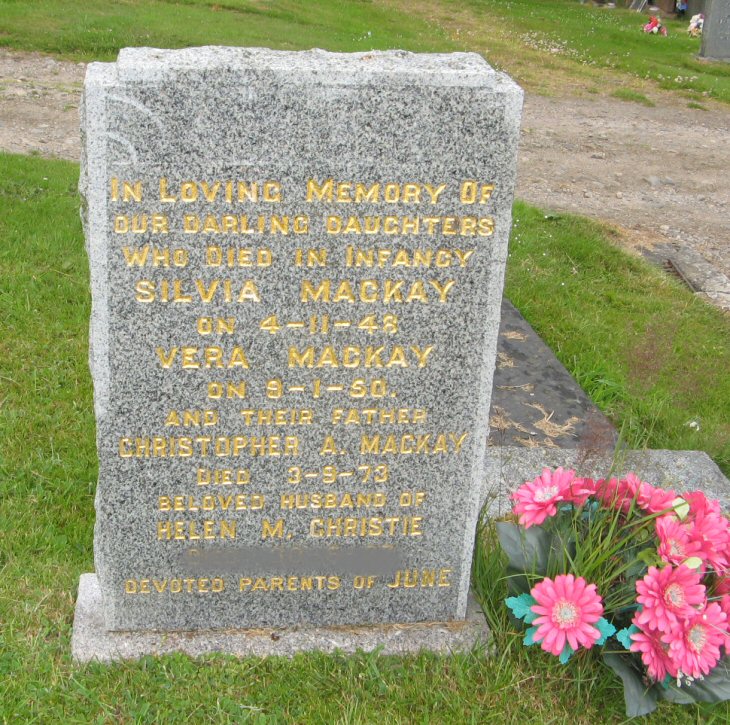 IN LOVING MEMORY OF
OUR DARLING DAUGHTERS
WHO DIED IN INFANCY
SILVIA MACKAY
ON 4-11-48
VERA MACKAY
ON 9-1-50.
AND THEIR FATHER
CHRISTOPHER A. MACKAY
DIED 3-9-73
BELOVED HUSBAND OF
HELEN M. CHRISTIE
DEVOTED PARENTS OF JUNE